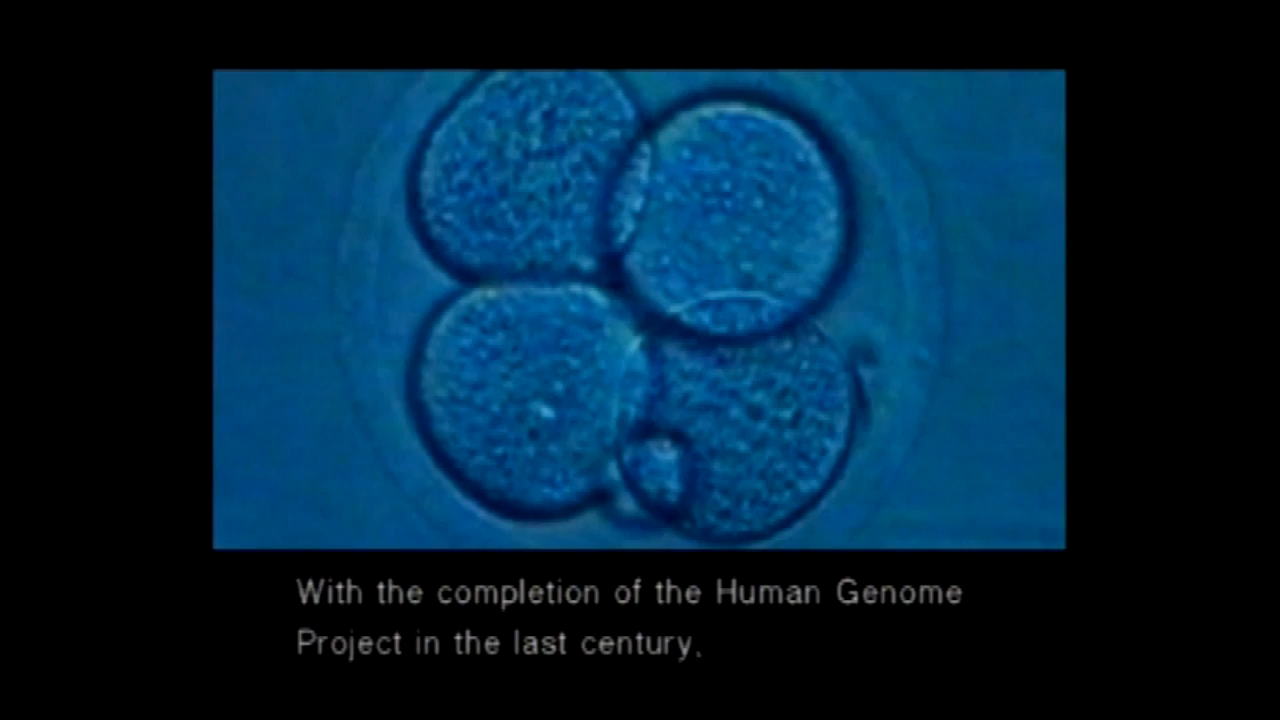 With the completion of the Human Genome
Project in the last century,